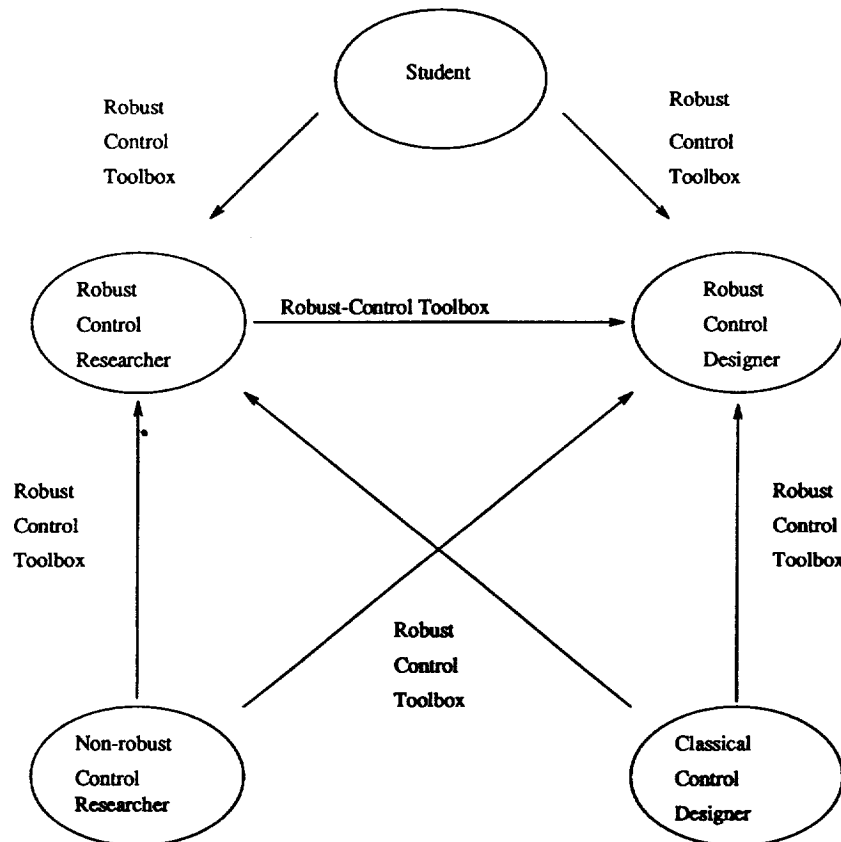 Student
Robust
Control
Toolbox
Robust
Control
Toolbox
Robust
Control
Researcher
Robust-Control Toolbox
Robust
Control
Designer
Robust
Control
Toolbox
Robust
Control
Toolbox
Robust
Control
Toolbox
Non-robust
Control
Researcher
Classical
Control
Designer